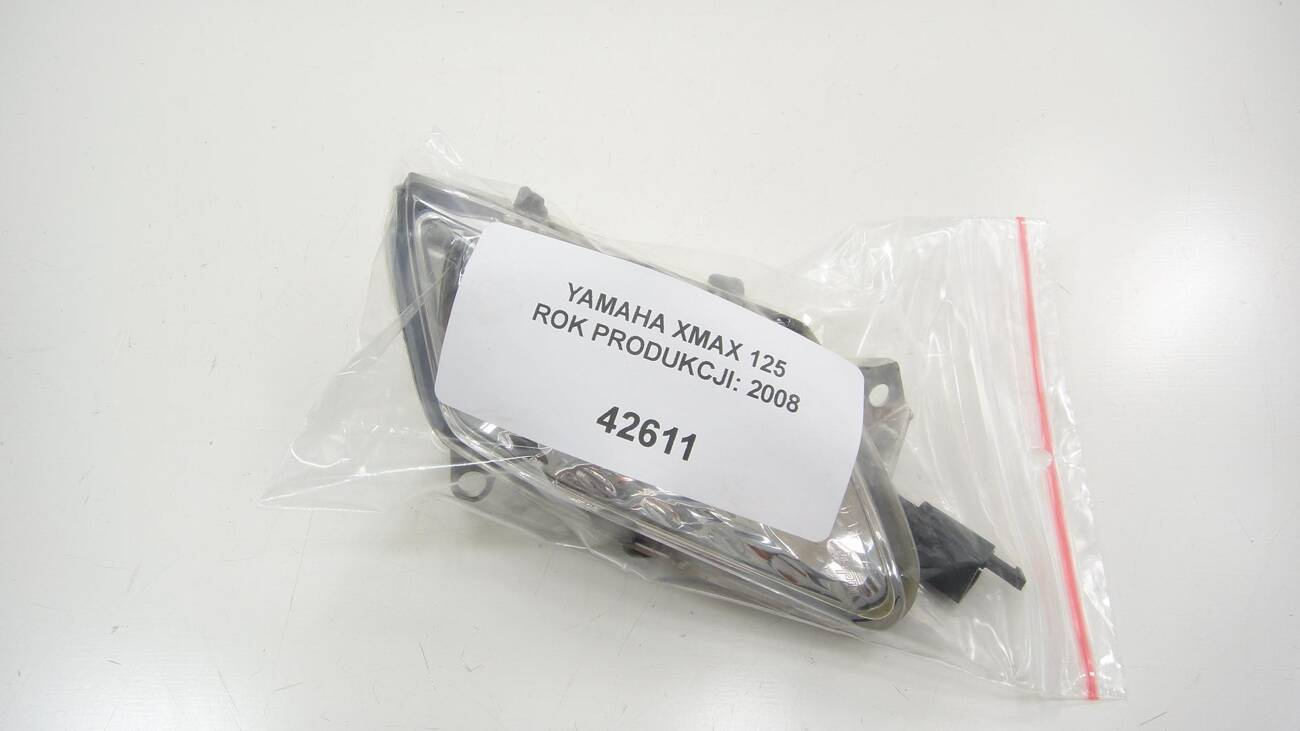 YAMAHA XMAX 125
ROK PRODUKCJI: 2008
42611